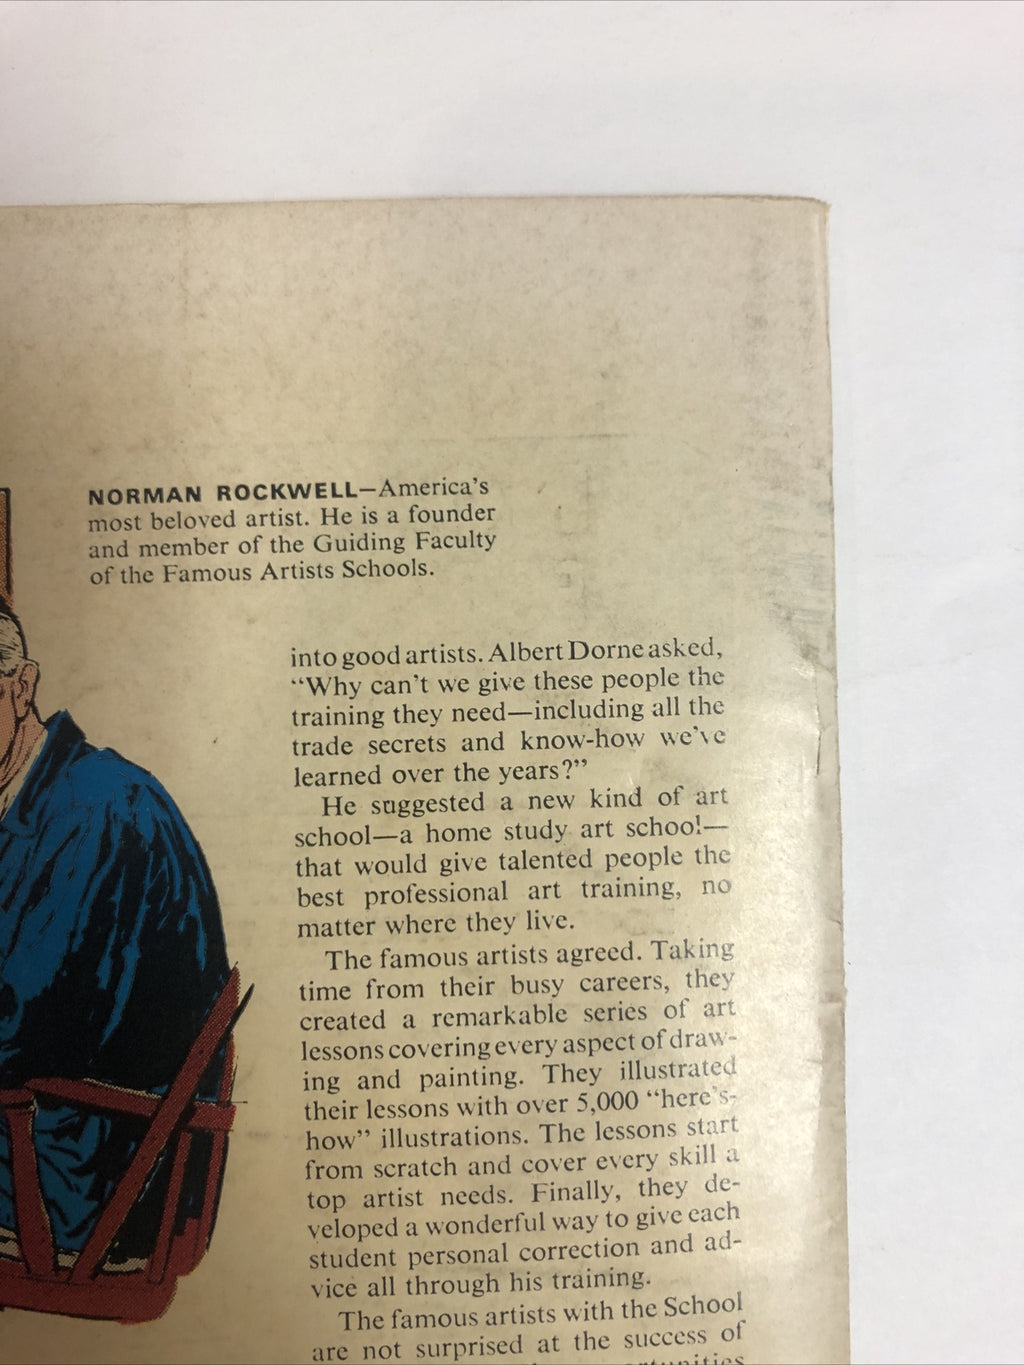 NORMAN ROCKWELL—America's
most beloved artist. He is a founder
and member of the Guiding Faculty
of the Famous Artists Schools.
into good artists. Albert Dorne asked,
“Why can't we give these people the
training they need—including all the
trade secrets and know-how we've
learned over the years?”
He suggested a new kind of art
school—a home study art school—
that would give talented people the
best professional art training, no
matter where they live.
The famous artists agreed. Taking
time from their busy careers, they
created a remarkable series of art
lessons covering every aspect of draw-
ing and painting. They illustrated
their lessons with over 5,000 “here's-
how” illustrations. The lessons start
from scratch and cover every skill a
top artist needs. Finally, they de-
veloped a wonderful way to give each
student personal correction and ad-
vice all through his training.
The famous artists with the School
are not surprised at the success of